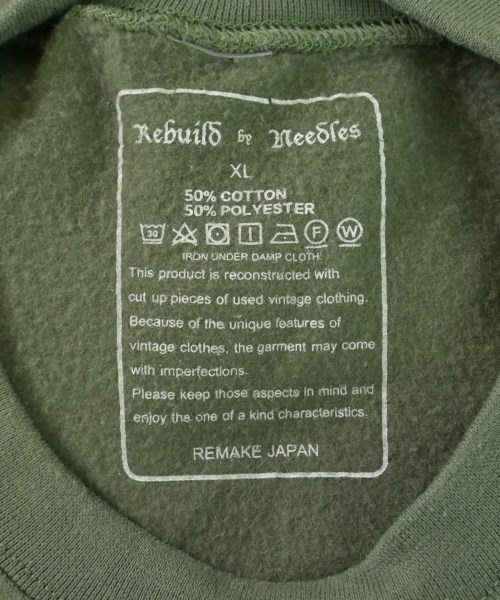 Rebuild by Needles
XL
50% COTTON
50% POLYESTER
30 F W
IRON UNDER DAMP CLOTH
This product is reconstructed with
cut up pieces of used vintage clothing.
Because of the unique features of
vintage clothes, the garment may come
with imperfections.
Please keep those aspects in mind and
enjoy the one of a kind characteristics.
REMAKE JAPAN